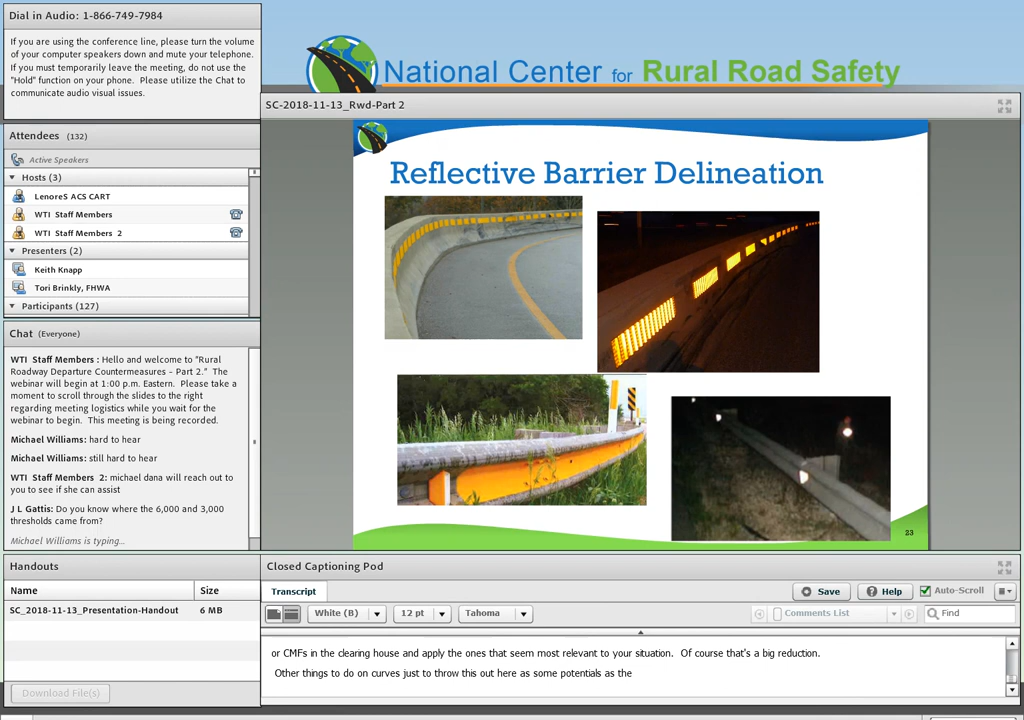 Dial in Audio: 1-866-749-7984
If you are using the conference line, please turn the volume
of your computer speakers down and mute your telephone.
If you must temporarily leave the meeting, do not use the
"Hold" function on your phone. Please utilize the Chat to
communicate audio visual issues.
National Center for Rural Road Safety
SC-2018-11-13_Rwd-Part 2
Attendees (132)
Active Speakers
Hosts (3)
LenoreS ACS CART
WTI Staff Members
WTI Staff Members 2
Presenters (2)
Keith Knapp
Tori Brinkly, FHWA
Participants (127)
Reflective Barrier Delineation
23
Chat (Everyone)
WTI Staff Members : Hello and welcome to "Rural
Roadway Departure Countermeasures - Part 2." The
webinar will begin at 1:00 p.m. Eastern. Please take a
moment to scroll through the slides to the right
regarding meeting logistics while you wait for the
webinar to begin. This meeting is being recorded.
Michael Williams: hard to hear
Michael Williams: still hard to hear
WTI Staff Members 2: michael dana will reach out to
you to see if she can assist
J L Gattis: Do you know where the 6,000 and 3,000
thresholds came from?
Michael Williams is typing...
Handouts
Name Size
SC_2018-11-13_Presentation-Handout 6 MB
Download File(s)
Closed Captioning Pod
Transcript
Save Help Auto-Scroll
White (B) 12 pt Tahoma Comments List Find
or CMFs in the clearing house and apply the ones that seem most relevant to your situation. Of course that's a big reduction.
Other things to do on curves just to throw this out here as some potentials as the